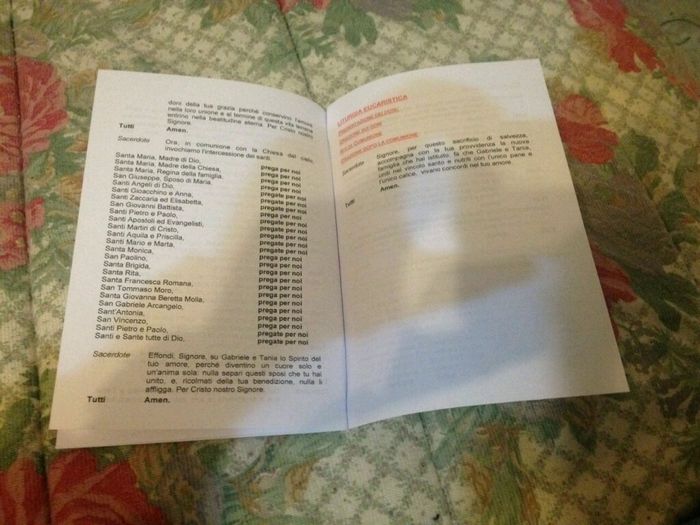 doni della tua grazia perché conservino l'amore
nella loro unione e al termine di questa vita terrena
entrino nella beatitudine eterna. Per Cristo nostro
Signore.
Tutti Amen.
Sacerdote Ora, in comunione con la Chiesa del cielo,
invochiamo l'intercessione dei santi.
Santa Maria, Madre di Dio, prega per noi
Santa Maria, Madre della Chiesa, prega per noi
Santa Maria, Regina della famiglia, prega per noi
San Giuseppe, Sposo di Maria, prega per noi
Santi Angeli di Dio, pregate per noi
Santi Gioacchino e Anna, pregate per noi
Santi Zaccaria ed Elisabetta, pregate per noi
San Giovanni Battista, prega per noi
Santi Pietro e Paolo, pregate per noi
Santi Apostoli ed Evangelisti, pregate per noi
Santi Martiri di Cristo, pregate per noi
Santi Aquila e Priscilla, pregate per noi
Santi Mario e Marta, pregate per noi
Santa Monica, prega per noi
San Paolino, prega per noi
Santa Brigida, prega per noi
Santa Rita, prega per noi
Santa Francesca Romana, prega per noi
San Tommaso Moro, prega per noi
Santa Giovanna Beretta Molla, prega per noi
San Gabriele Arcangelo, prega per noi
Sant'Antonia, prega per noi
San Vincenzo, prega per noi
Santi Pietro e Paolo, pregate per noi
Santi e Sante tutte di Dio, pregate per noi
Sacerdote Effondi, Signore, su Gabriele e Tania lo Spirito del
tuo amore, perché diventino un cuore solo e
un'anima sola: nulla separi questi sposi che tu hai
unito, e, ricolmati della tua benedizione, nulla li
affligga. Per Cristo nostro Signore.
Tutti Amen.
LITURGIA EUCARISTICA
DOPO LA COMUNIONE
Sacerdote Signore, per questo sacrificio di salvezza,
accompagna con la tua provvidenza la nuova
famiglia che hai istituito: fa che Gabriele e Tania,
uniti nel vincolo santo e nutriti con l'unico pane e
l'unico calice, vivano concordi nel tuo amore.
Tutti Amen.